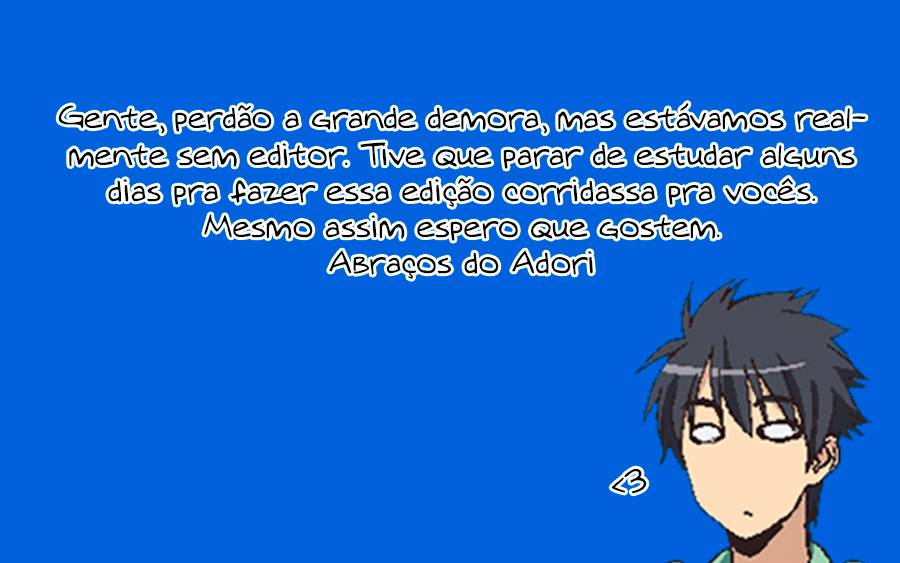 Gente, perdão a grande demora, mas estávamos real-
mente sem editor. Tive que parar de estudar alguns
dias pra fazer essa edição corridassa pra vocês.
Mesmo assim espero que gostem.
Abraços do Adori
<3